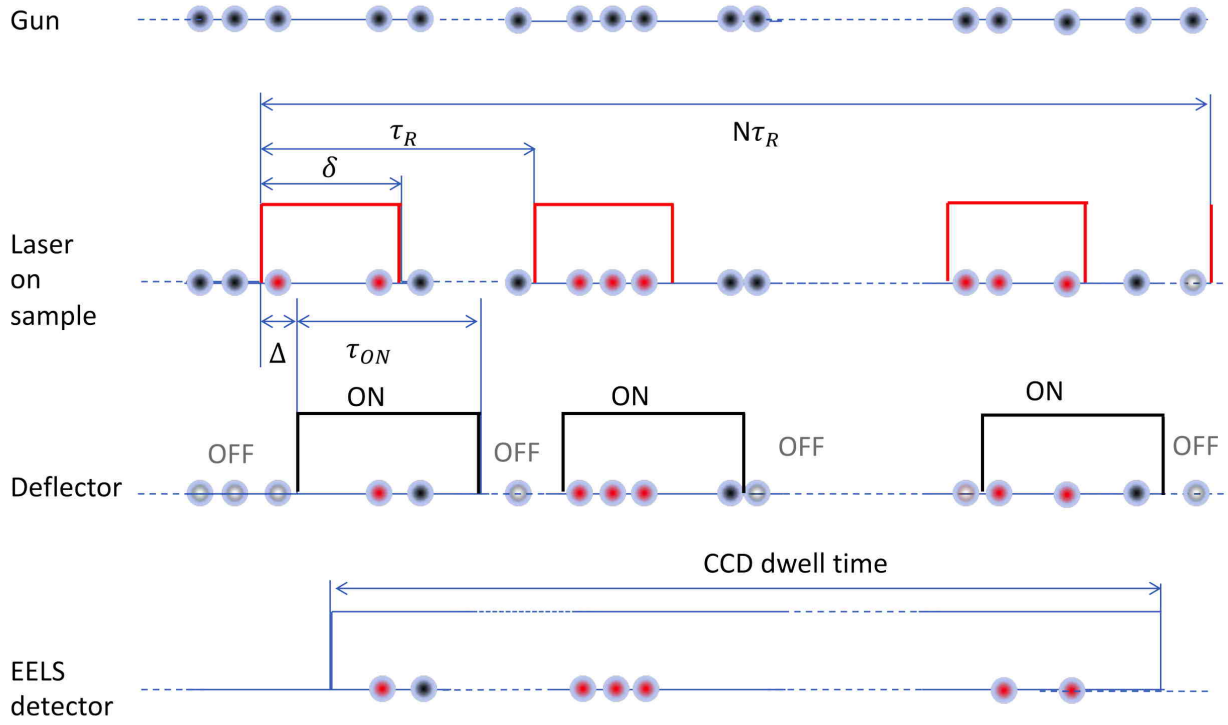 Gun
Nτ_R
τ_R
δ
Laser
on
sample
Δ
τ_ON
ON
ON
ON
OFF
OFF
OFF
OFF
Deflector
CCD dwell time
EELS
detector